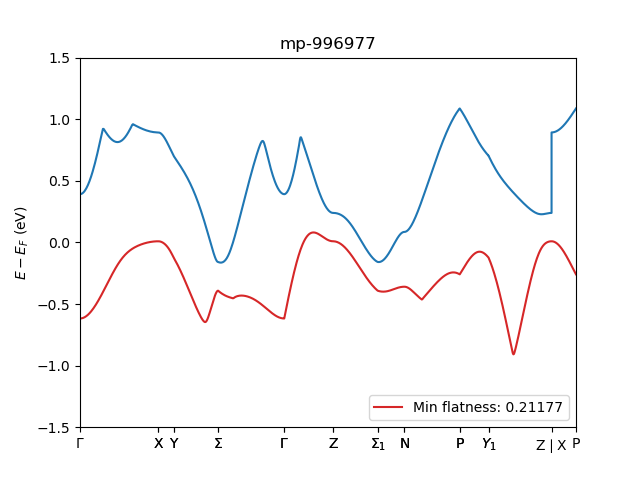 mp-996977
1.5
1.0
0.5
0.0
−0.5
−1.0
−1.5
E − E_F (eV)
Min flatness: 0.21177
Γ X Y Σ Γ Z Σ₁ N P Y₁ Z | X P